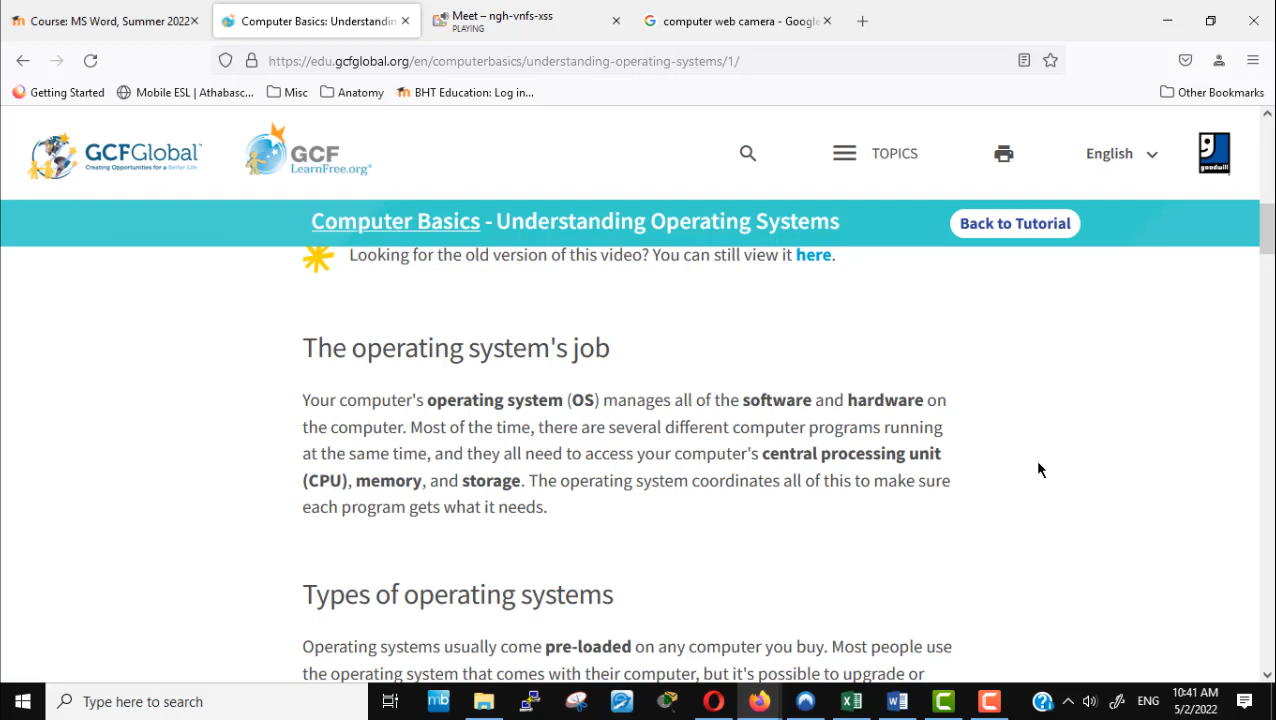 Course: MS Word, Summer 2022
Computer Basics: Understandin
Meet – ngh-vnfs-xss
PLAYING
computer web camera - Google
https://edu.gcfglobal.org/en/computerbasics/understanding-operating-systems/1/
Getting Started
Mobile ESL | Athabasc...
Misc
Anatomy
BHT Education: Log in...
Other Bookmarks
GCFGlobal
Creating Opportunities for a Better Life
GCF
LearnFree.org®
TOPICS
English
goodwill
Computer Basics - Understanding Operating Systems
Back to Tutorial
Looking for the old version of this video? You can still view it here.
The operating system's job
Your computer's operating system (OS) manages all of the software and hardware on
the computer. Most of the time, there are several different computer programs running
at the same time, and they all need to access your computer's central processing unit
(CPU), memory, and storage. The operating system coordinates all of this to make sure
each program gets what it needs.
Types of operating systems
Operating systems usually come pre-loaded on any computer you buy. Most people use
the operating system that comes with their computer, but it's possible to upgrade or
Type here to search
mb
ENG
10:41 AM
5/2/2022